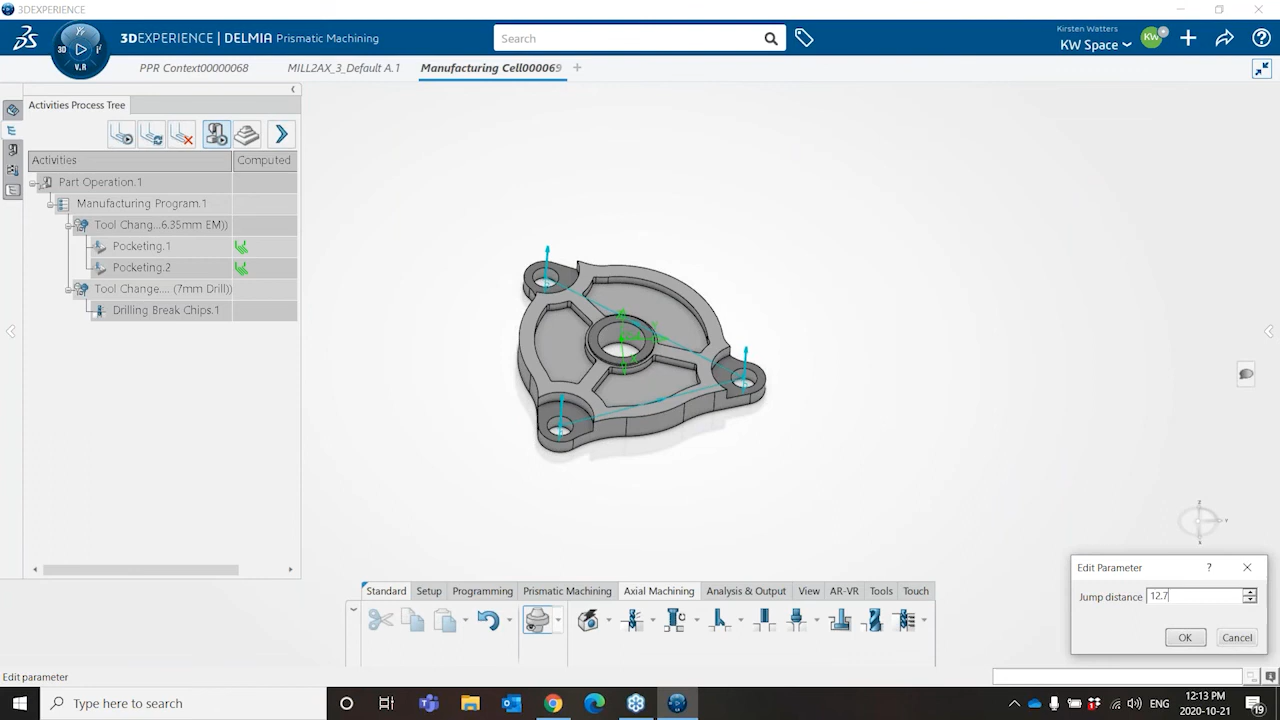 3DEXPERIENCE
3DEXPERIENCE | DELMIA Prismatic Machining
Search
Kirsten Watters
KW Space
KW
3D
V.R
PPR Context00000068
MILL2AX_3_Default A.1
Manufacturing Cell000069
+
Activities Process Tree
Activities
Computed
Part Operation.1
Manufacturing Program.1
Tool Chang...6.35mm EM))
Pocketing.1
Pocketing.2
Tool Change.... (7mm Drill))
Drilling Break Chips.1
Edit Parameter
?
Jump distance
12.7
OK
Cancel
Standard
Setup
Programming
Prismatic Machining
Axial Machining
Analysis & Output
View
AR-VR
Tools
Touch
Edit parameter
Type here to search
ENG
12:13 PM
2020-10-21